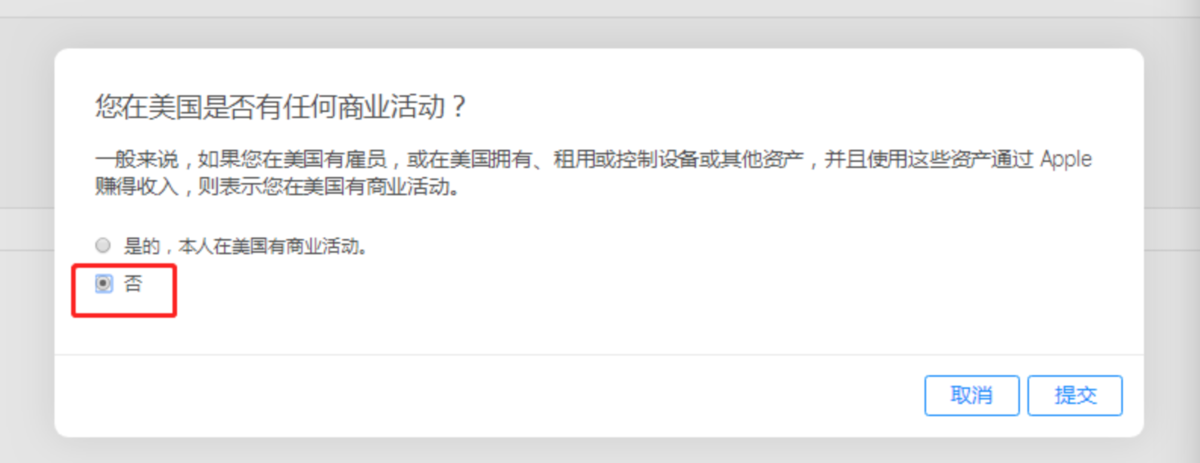 您在美国是否有任何商业活动？
一般来说，如果您在美国有雇员，或在美国拥有、租用或控制设备或其他资产，并且使用这些资产通过 Apple
赚得收入，则表示您在美国有商业活动。
是的，本人在美国有商业活动。
否
取消
提交